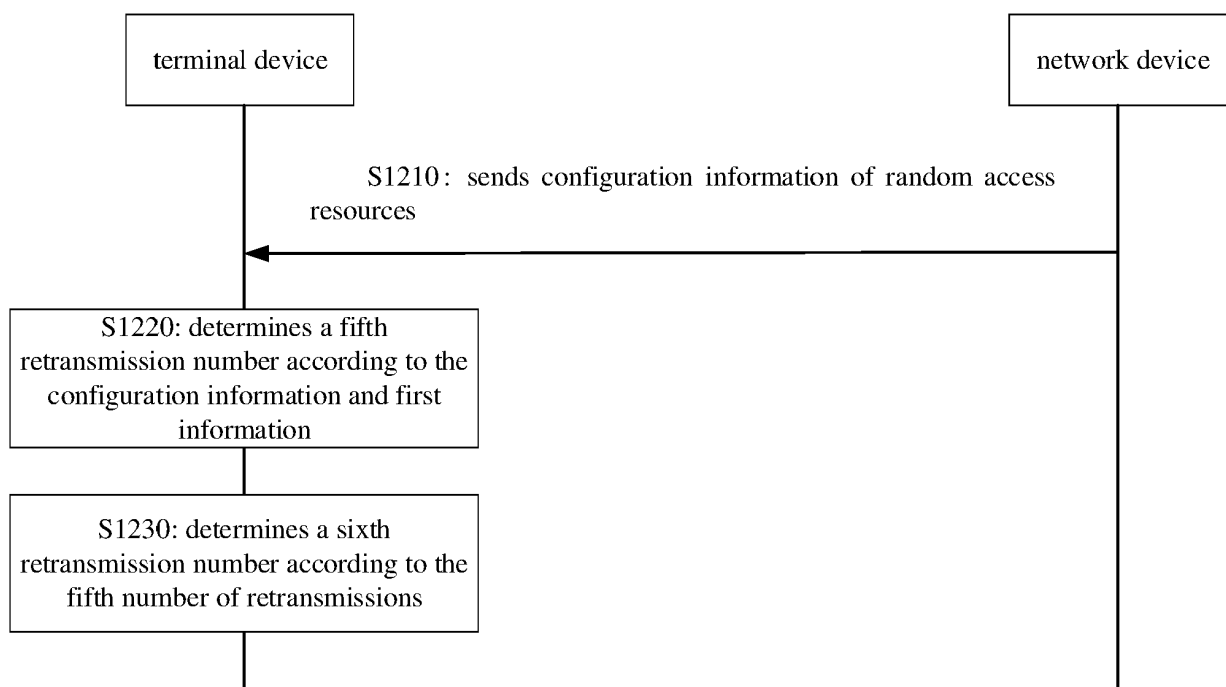 terminal device
network device
S1210: sends configuration information of random access
resources
S1220: determines a fifth
retransmission number according to the
configuration information and first
information
S1230: determines a sixth
retransmission number according to the
fifth number of retransmissions